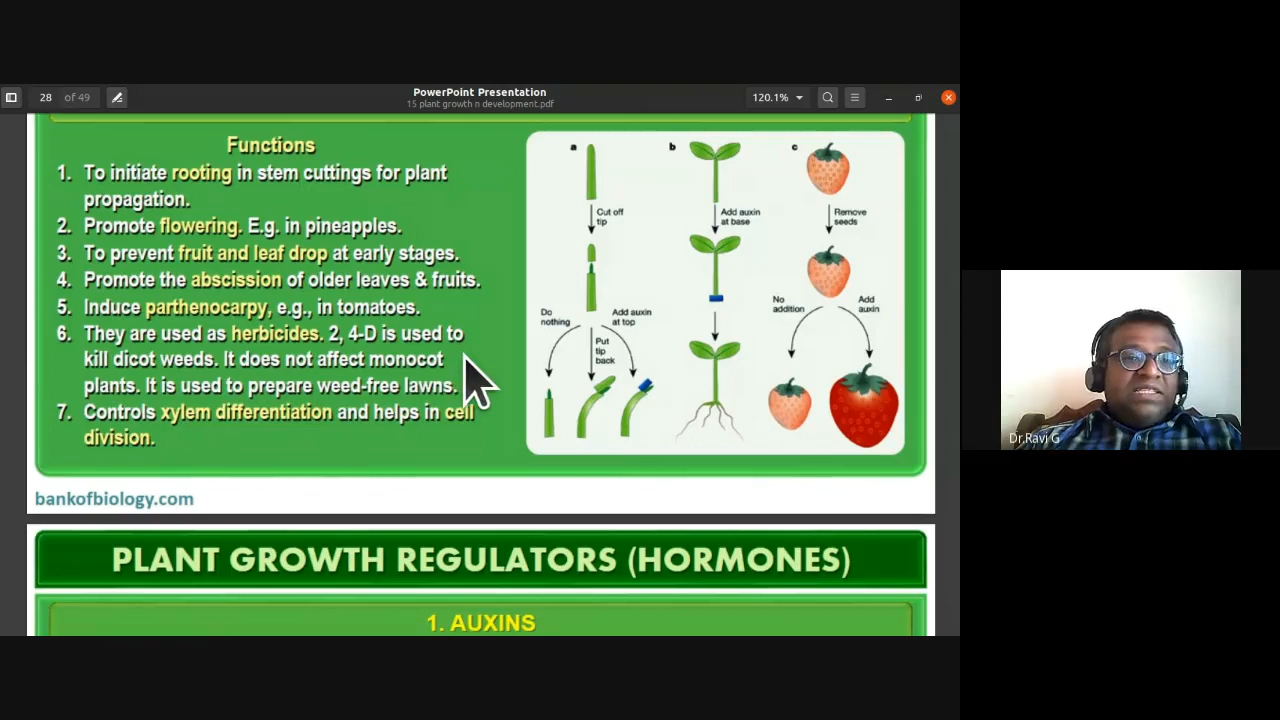 PowerPoint Presentation
28 of 49
15 plant growth n development.pdf
120.1%
Functions
1. To initiate rooting in stem cuttings for plant
propagation.
2. Promote flowering. E.g. in pineapples.
3. To prevent fruit and leaf drop at early stages.
4. Promote the abscission of older leaves & fruits.
5. Induce parthenocarpy, e.g., in tomatoes.
6. They are used as herbicides. 2, 4-D is used to
kill dicot weeds. It does not affect monocot
plants. It is used to prepare weed-free lawns.
7. Controls xylem differentiation and helps in cell
division.
a
Cut off
tip
Do
nothing
Put
tip
back
Add auxin
at top
b
Add auxin
at base
c
Remove
seeds
No
addition
Add
auxin
bankofbiology.com
PLANT GROWTH REGULATORS (HORMONES)
1. AUXINS
Dr.Ravi G